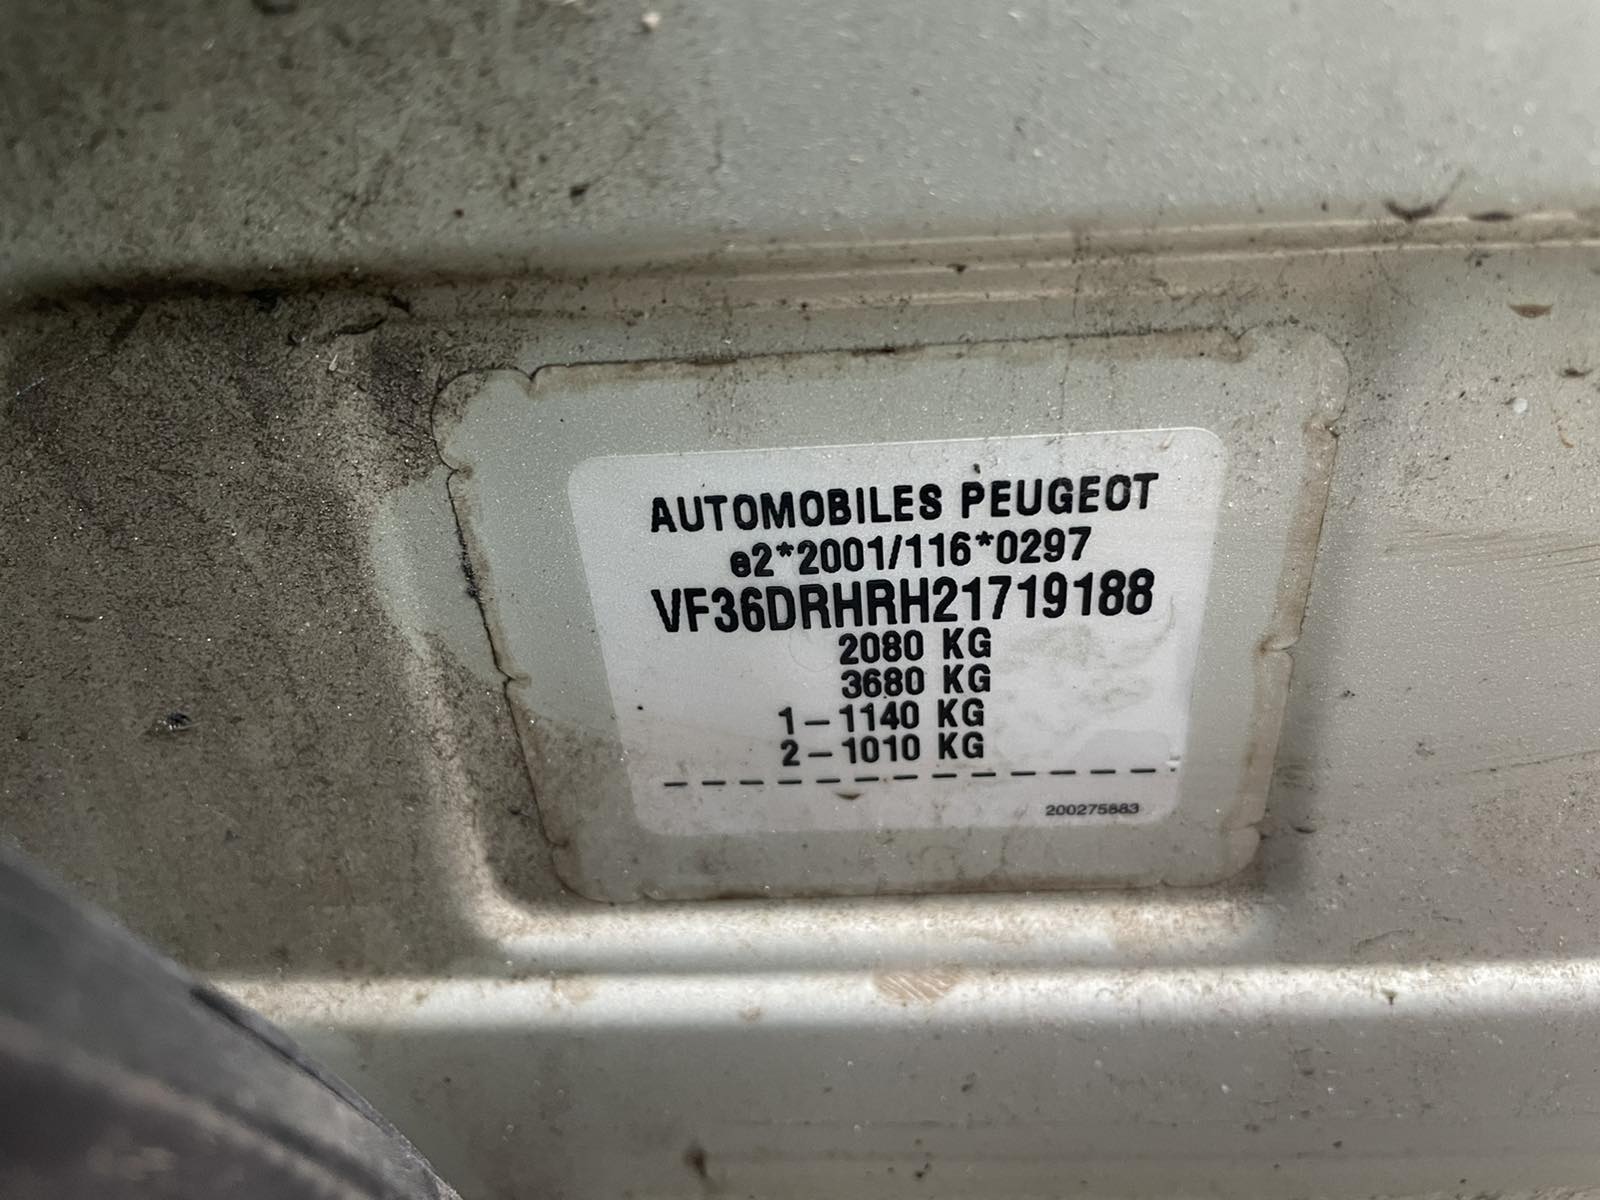 AUTOMOBILES PEUGEOT
e2*2001/116*0297
VF36DRHRH21719188
2080 KG
3680 KG
1-1140 KG
2-1010 KG
200275883